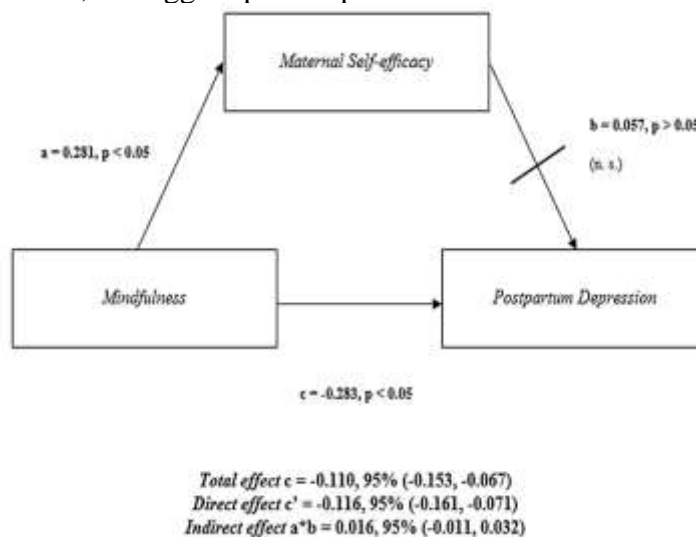 Maternal Self-efficacy
a = 0.281, p < 0.05
b = 0.057, p > 0.05
(n. s.)
Mindfulness
Postpartum Depression
c = -0.283, p < 0.05
Total effect c = -0.110, 95% (-0.153, -0.067)
Direct effect c' = -0.116, 95% (-0.161, -0.071)
Indirect effect a*b = 0.016, 95% (-0.011, 0.032)